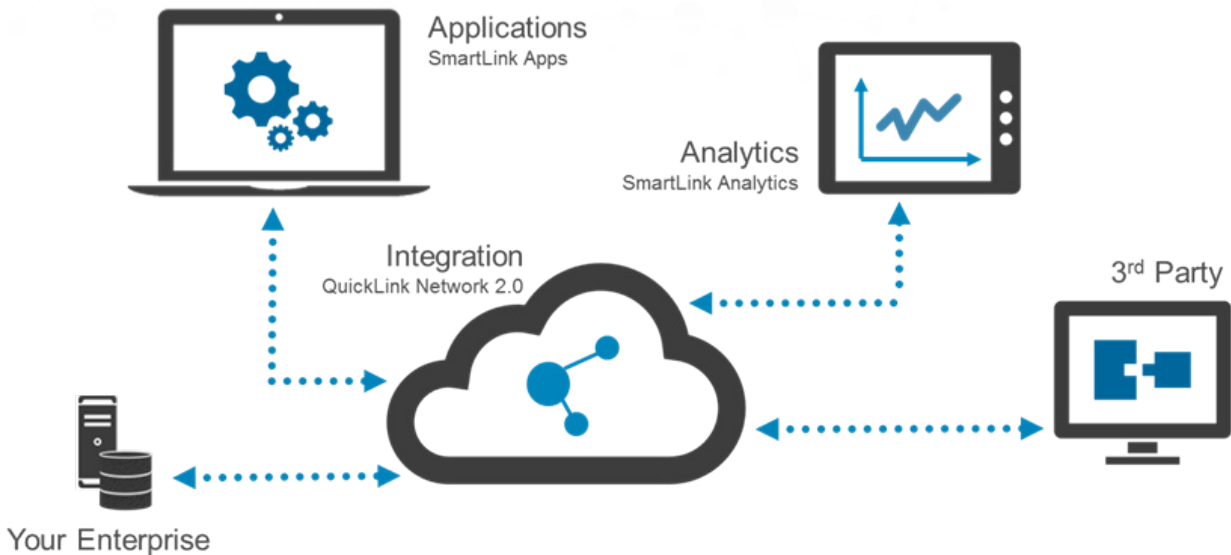 Applications
SmartLink Apps
Analytics
SmartLink Analytics
Integration
QuickLink Network 2.0
3rd Party
Your Enterprise